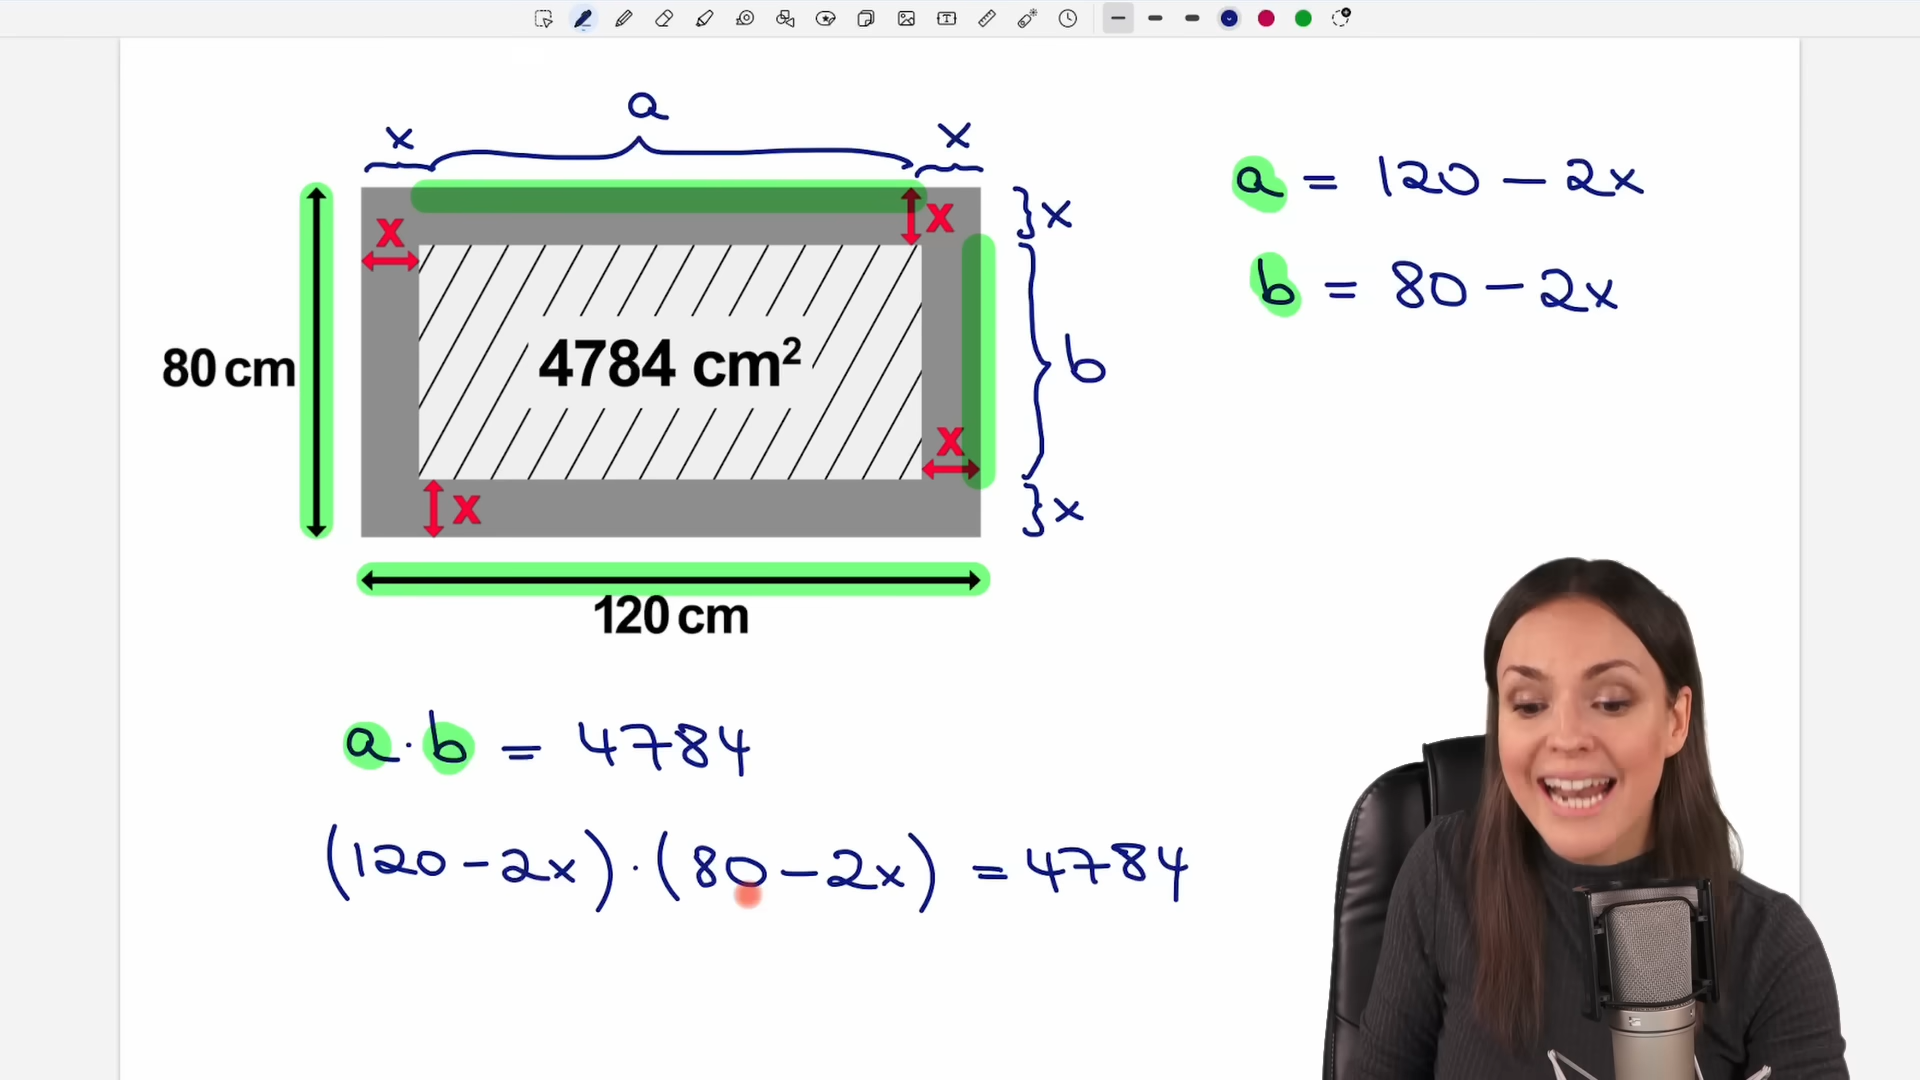 a
x
x
a = 120 - 2x
x
x
x
b = 80 - 2x
80 cm
4784 cm²
b
x
x
x
120 cm
a · b = 4784
(120 - 2x) · (80 - 2x) = 4784